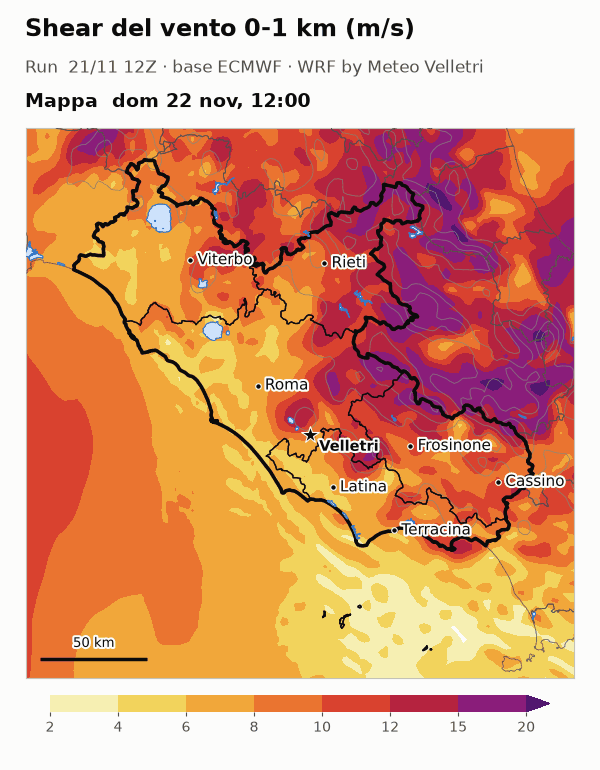 Shear del vento 0-1 km (m/s)
Run  21/11 12Z · base ECMWF · WRF by Meteo Velletri
Mappa  dom 22 nov, 12:00
Viterbo
Rieti
Roma
Velletri
Frosinone
Cassino
Latina
Terracina
50 km
2 4 6 8 10 12 15 20